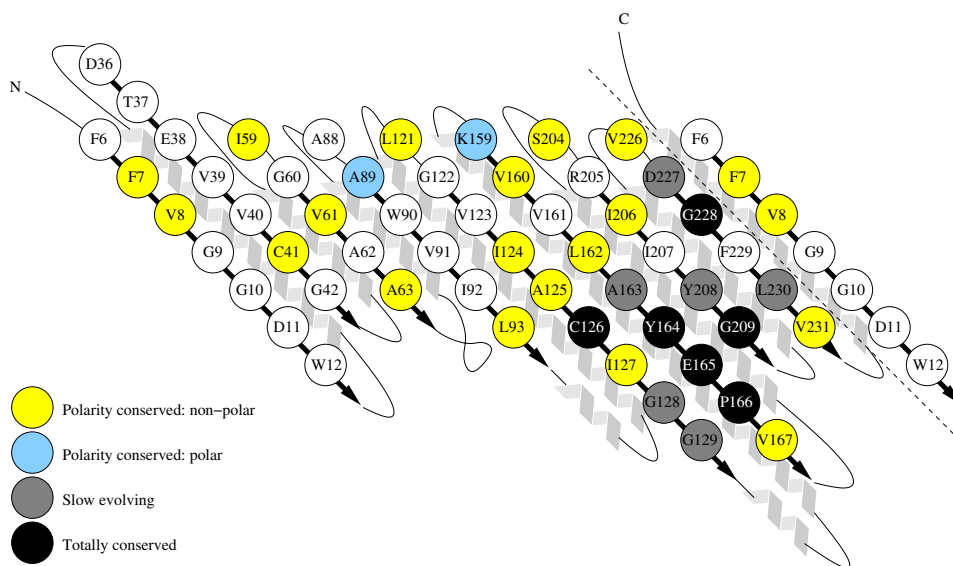 C
D36
N
T37
F6 E38 I59 A88 L121 K159 S204 V226 F6
F7 V39 G60 A89 G122 V160 R205 D227 F7
V8 V40 V61 W90 V123 V161 I206 G228 V8
G9 C41 A62 V91 I124 L162 I207 F229 G9
G10 G42 A63 I92 A125 A163 Y208 L230 G10
D11 L93 C126 Y164 G209 V231 D11
W12 I127 E165 W12
G128 P166
G129 V167
Polarity conserved: non-polar
Polarity conserved: polar
Slow evolving
Totally conserved